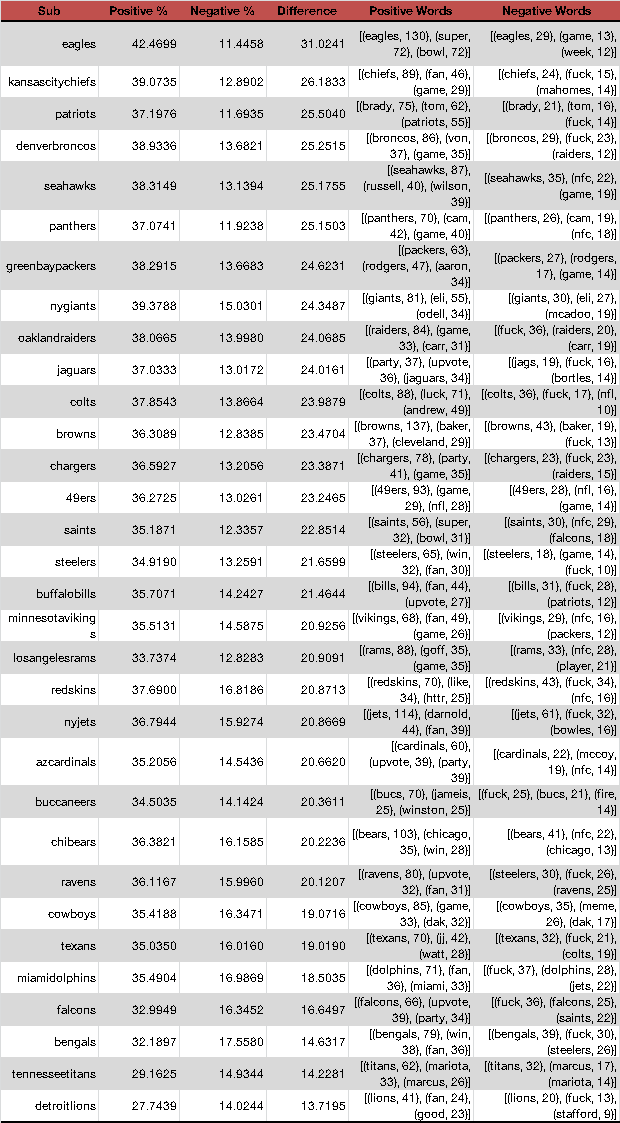 Sub Positive % Negative % Difference Positive Words Negative Words
eagles 42.4699 11.4458 31.0241 [(eagles, 130), (super, 72), (bowl, 72)] [(eagles, 29), (game, 13), (week, 12)]
kansascitychiefs 39.0735 12.8902 26.1833 [(chiefs, 89), (fan, 46), (game, 29)] [(chiefs, 24), (fuck, 15), (mahomes, 14)]
patriots 37.1976 11.6935 25.5040 [(brady, 75), (tom, 62), (patriots, 55)] [(brady, 21), (tom, 16), (fuck, 14)]
denverbroncos 38.9336 13.6821 25.2515 [(broncos, 86), (von, 37), (game, 35)] [(broncos, 29), (fuck, 23), (raiders, 12)]
seahawks 38.3149 13.1394 25.1755 [(seahawks, 87), (russell, 40), (wilson, 39)] [(seahawks, 35), (nfc, 22), (game, 19)]
panthers 37.0741 11.9238 25.1503 [(panthers, 70), (cam, 42), (game, 40)] [(panthers, 26), (cam, 19), (nfc, 18)]
greenbaypackers 38.2915 13.6683 24.6231 [(packers, 63), (rodgers, 47), (aaron, 34)] [(packers, 27), (rodgers, 17), (game, 14)]
nygiants 39.3788 15.0301 24.3487 [(giants, 81), (eli, 55), (odell, 34)] [(giants, 30), (eli, 27), (mcadoo, 19)]
oaklandraiders 38.0665 13.9980 24.0685 [(raiders, 84), (game, 33), (carr, 31)] [(fuck, 36), (raiders, 20), (carr, 19)]
jaguars 37.0333 13.0172 24.0161 [(party, 37), (upvote, 36), (jaguars, 34)] [(jags, 19), (fuck, 16), (bortles, 14)]
colts 37.8543 13.8664 23.9879 [(colts, 88), (luck, 71), (andrew, 49)] [(colts, 36), (fuck, 17), (nfl, 10)]
browns 36.3089 12.8385 23.4704 [(browns, 137), (baker, 37), (cleveland, 29)] [(browns, 43), (baker, 19), (fuck, 13)]
chargers 36.5927 13.2056 23.3871 [(chargers, 78), (party, 41), (game, 35)] [(chargers, 23), (fuck, 23), (raiders, 15)]
49ers 36.2725 13.0261 23.2465 [(49ers, 93), (game, 29), (nfl, 28)] [(49ers, 28), (nfl, 16), (game, 14)]
saints 35.1871 12.3357 22.8514 [(saints, 56), (super, 32), (bowl, 31)] [(saints, 30), (nfc, 29), (falcons, 18)]
steelers 34.9190 13.2591 21.6599 [(steelers, 65), (win, 32), (fan, 30)] [(steelers, 18), (game, 14), (fuck, 10)]
buffalobills 35.7071 14.2427 21.4644 [(bills, 94), (fan, 44), (upvote, 27)] [(bills, 31), (fuck, 28), (patriots, 12)]
minnesotavikings 35.5131 14.5875 20.9256 [(vikings, 68), (fan, 49), (game, 26)] [(vikings, 29), (nfc, 16), (packers, 12)]
losangelesrams 33.7374 12.8283 20.9091 [(rams, 88), (goff, 35), (game, 35)] [(rams, 33), (nfc, 28), (player, 21)]
redskins 37.6900 16.8186 20.8713 [(redskins, 70), (like, 34), (httr, 25)] [(redskins, 43), (fuck, 34), (nfc, 16)]
nyjets 36.7944 15.9274 20.8669 [(jets, 114), (darnold, 44), (fan, 39)] [(jets, 61), (fuck, 32), (bowles, 16)]
azcardinals 35.2056 14.5436 20.6620 [(cardinals, 60), (upvote, 39), (party, 39)] [(cardinals, 22), (mccoy, 19), (nfc, 14)]
buccaneers 34.5035 14.1424 20.3611 [(bucs, 70), (jameis, 25), (winston, 25)] [(fuck, 25), (bucs, 21), (fire, 14)]
chibears 36.3821 16.1585 20.2236 [(bears, 103), (chicago, 35), (win, 28)] [(bears, 41), (nfc, 22), (chicago, 13)]
ravens 36.1167 15.9960 20.1207 [(ravens, 80), (upvote, 32), (fan, 31)] [(steelers, 30), (fuck, 26), (ravens, 25)]
cowboys 35.4188 16.3471 19.0716 [(cowboys, 85), (game, 33), (dak, 32)] [(cowboys, 35), (meme, 26), (dak, 17)]
texans 35.0350 16.0160 19.0190 [(texans, 70), (jj, 42), (watt, 28)] [(texans, 32), (fuck, 21), (colts, 19)]
miamidolphins 35.4904 16.9869 18.5035 [(dolphins, 71), (fan, 36), (miami, 33)] [(fuck, 37), (dolphins, 28), (jets, 22)]
falcons 32.9949 16.3452 16.6497 [(falcons, 66), (upvote, 39), (party, 34)] [(fuck, 36), (falcons, 25), (saints, 22)]
bengals 32.1897 17.5580 14.6317 [(bengals, 79), (win, 38), (fan, 36)] [(bengals, 39), (fuck, 30), (steelers, 26)]
tennesseetitans 29.1625 14.9344 14.2281 [(titans, 62), (mariota, 33), (marcus, 26)] [(titans, 32), (marcus, 17), (mariota, 14)]
detroitlions 27.7439 14.0244 13.7195 [(lions, 41), (fan, 24), (good, 23)] [(lions, 20), (fuck, 13), (stafford, 9)]